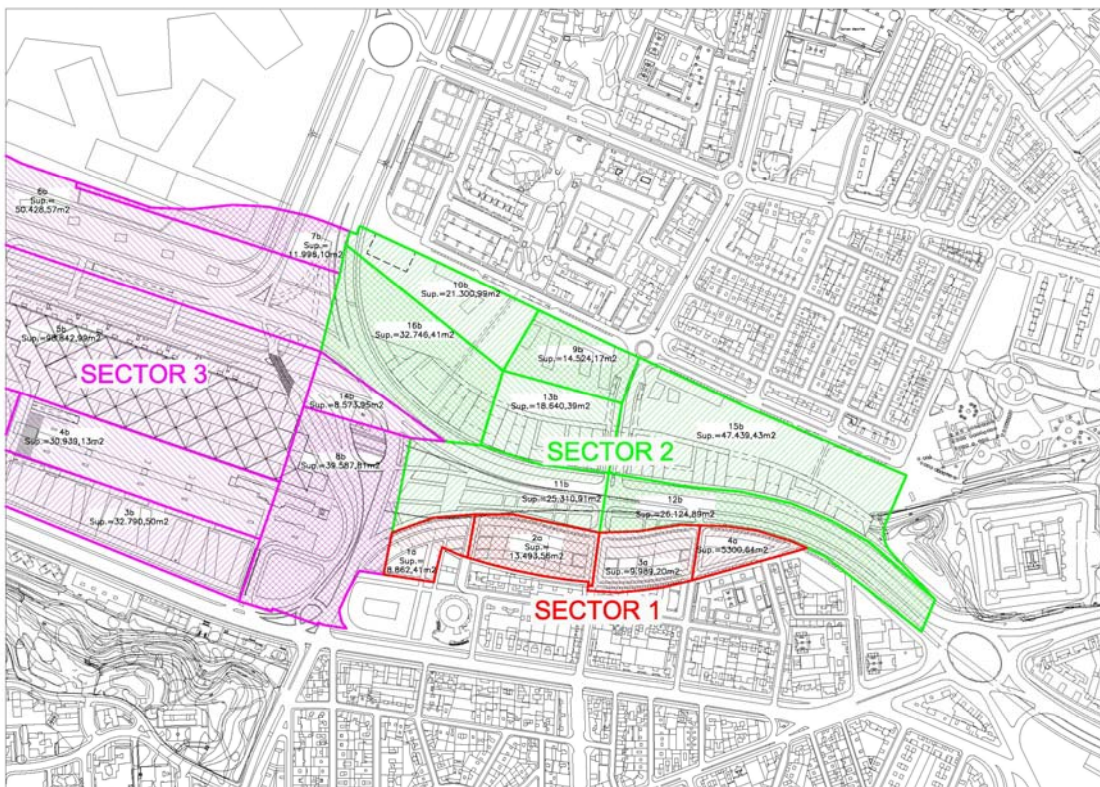 6b
Sup.=
50.428,57m2
7b
Sup.=
11.998,10m2
10b
Sup.=21.300,99m2
16b
Sup.=32.746,41m2
9b
Sup.=14.524,17m2
5b
SECTOR 3
14b
Sup.=8.573,95m2
13b
Sup.=18.640,39m2
15b
Sup.=47.439,43m2
4b
Sup.=30.939,13m2
8b
Sup.=39.587,81m2
SECTOR 2
11b
Sup.=25.310,91m2
12b
Sup.=26.124,89m2
3b
Sup.=32.790,50m2
1a
Sup.=
8.862,41m2
2a
Sup.=
13.493,56m2
3a
Sup.=9.989,20m2
4a
Sup.=5309,64m2
SECTOR 1